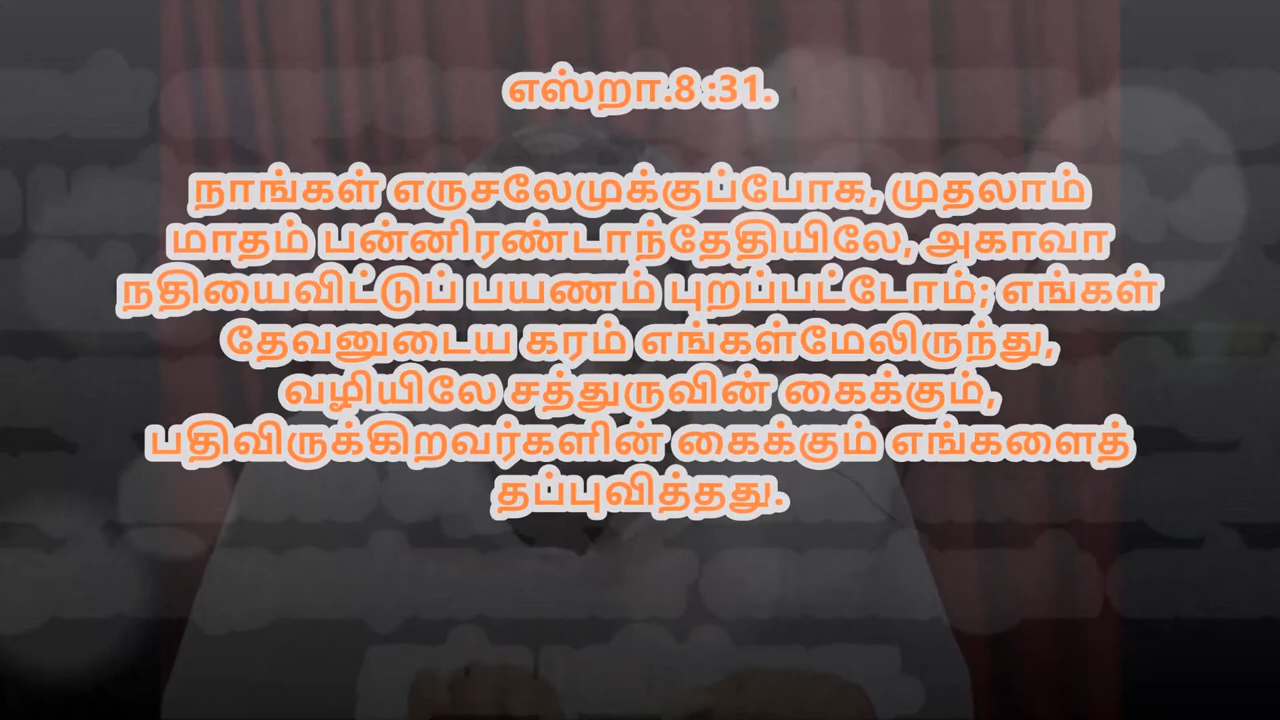 எஸ்றா.8 :31.
நாங்கள் எருசலேமுக்குப்போக, முதலாம்
மாதம் பன்னிரண்டாந்தேதியிலே, அகாவா
நதியைவிட்டுப் பயணம் புறப்பட்டோம்; எங்கள்
தேவனுடைய கரம் எங்கள்மேலிருந்து,
வழியிலே சத்துருவின் கைக்கும்,
பதிவிருக்கிறவர்களின் கைக்கும் எங்களைத்
தப்புவித்தது.